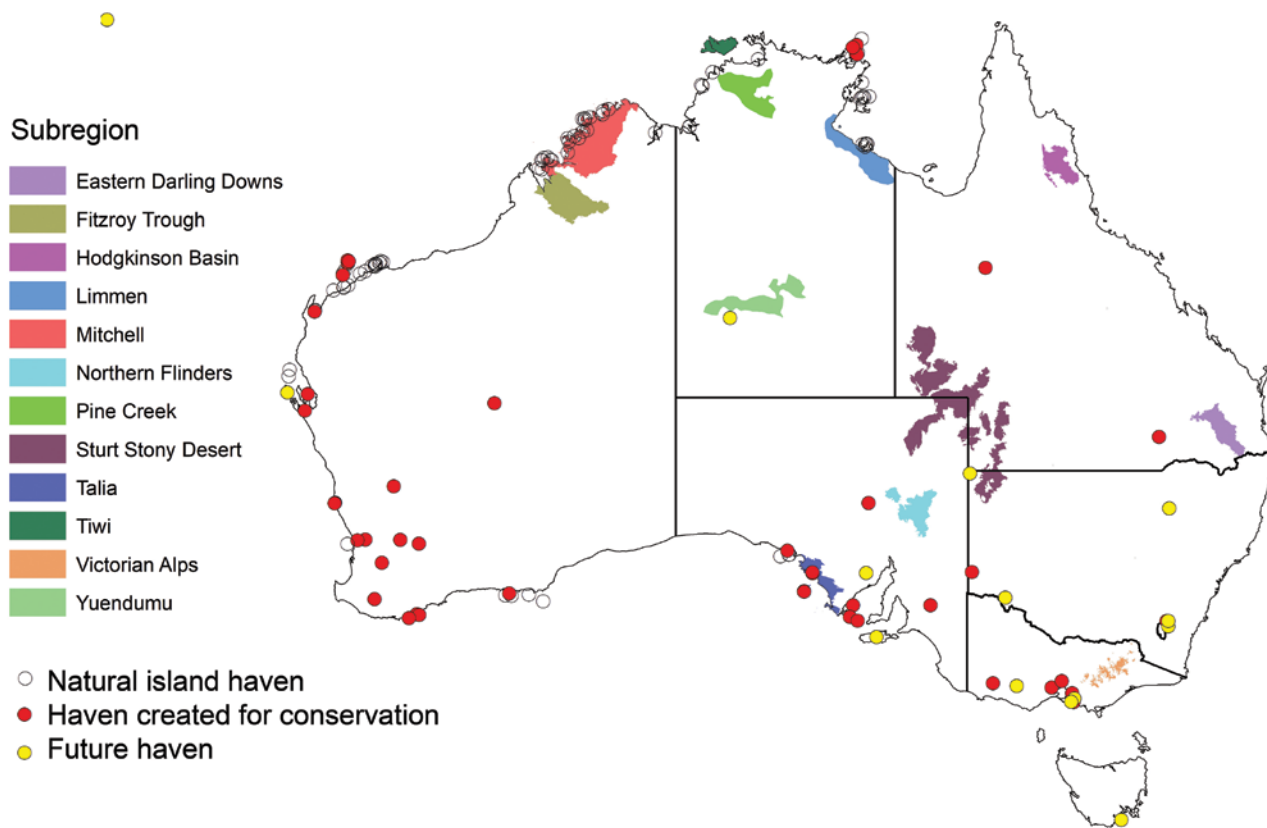 Subregion
Eastern Darling Downs
Fitzroy Trough
Hodgkinson Basin
Limmen
Mitchell
Northern Flinders
Pine Creek
Sturt Stony Desert
Talia
Tiwi
Victorian Alps
Yuendumu
Natural island haven
Haven created for conservation
Future haven